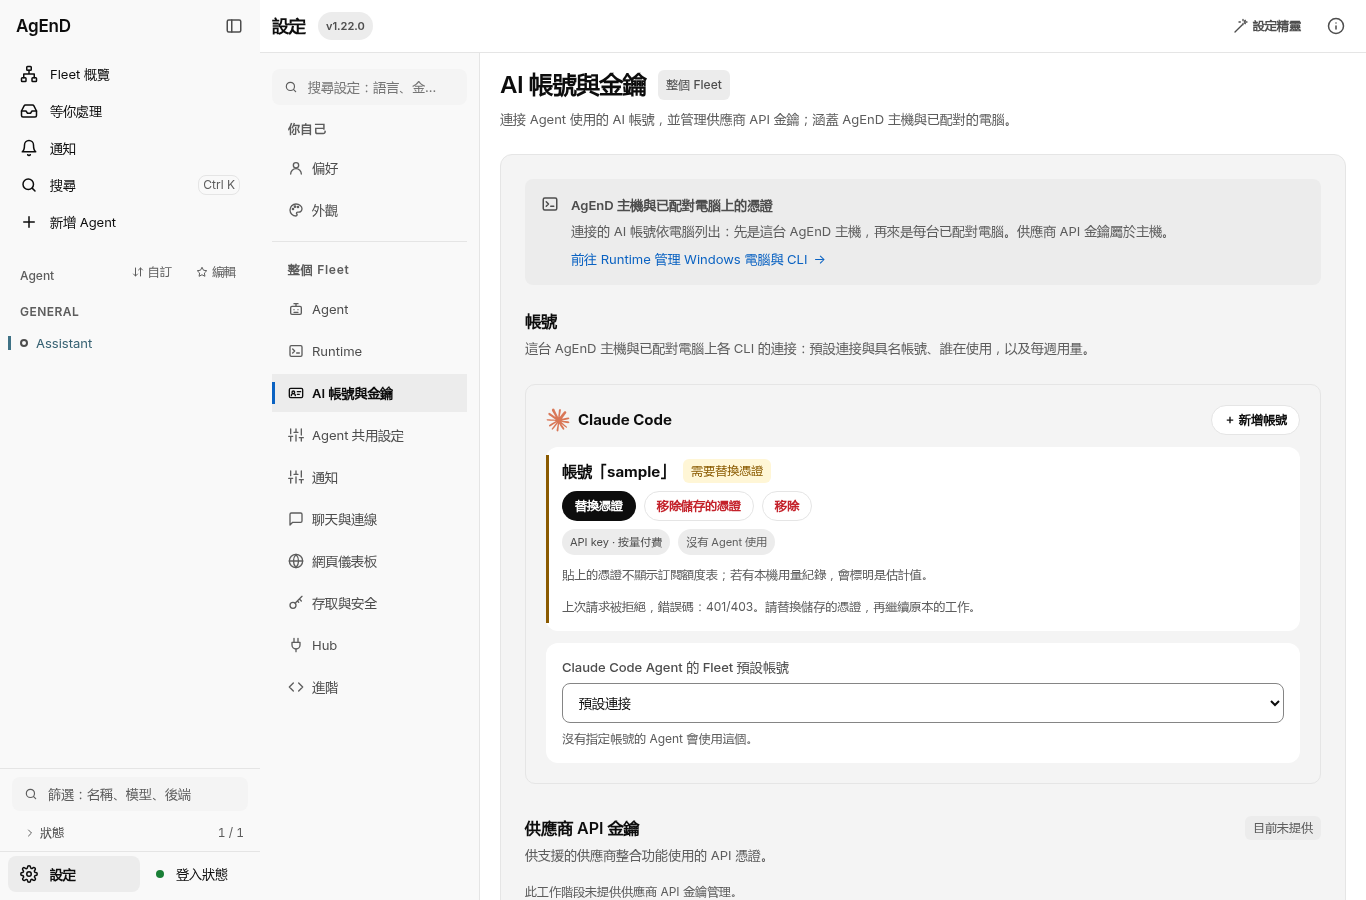 AgEnD
Fleet 概覽
等你處理
通知
搜尋
Ctrl K
新增 Agent
Agent
自訂
編輯
GENERAL
Assistant
篩選：名稱、模型、後端
狀態
1 / 1
設定
登入狀態
設定
v1.22.0
設定精靈
搜尋設定：語言、金...
你自己
偏好
外觀
整個 Fleet
Agent
Runtime
AI 帳號與金鑰
Agent 共用設定
通知
聊天與連線
網頁儀表板
存取與安全
Hub
進階
AI 帳號與金鑰
整個 Fleet
連接 Agent 使用的 AI 帳號，並管理供應商 API 金鑰；涵蓋 AgEnD 主機與已配對的電腦。
AgEnD 主機與已配對電腦上的憑證
連接的 AI 帳號依電腦列出：先是這台 AgEnD 主機，再來是每台已配對電腦。供應商 API 金鑰屬於主機。
前往 Runtime 管理 Windows 電腦與 CLI →
帳號
這台 AgEnD 主機與已配對電腦上各 CLI 的連接：預設連接與具名帳號、誰在使用，以及每週用量。
Claude Code
+ 新增帳號
帳號「sample」
需要替換憑證
替換憑證
移除儲存的憑證
移除
API key · 按量付費
沒有 Agent 使用
貼上的憑證不顯示訂閱額度表；若有本機用量紀錄，會標明是估計值。
上次請求被拒絕，錯誤碼：401/403。請替換儲存的憑證，再繼續原本的工作。
Claude Code Agent 的 Fleet 預設帳號
預設連接
沒有指定帳號的 Agent 會使用這個。
供應商 API 金鑰
目前未提供
供支援的供應商整合功能使用的 API 憑證。
此工作階段未提供供應商 API 金鑰管理。